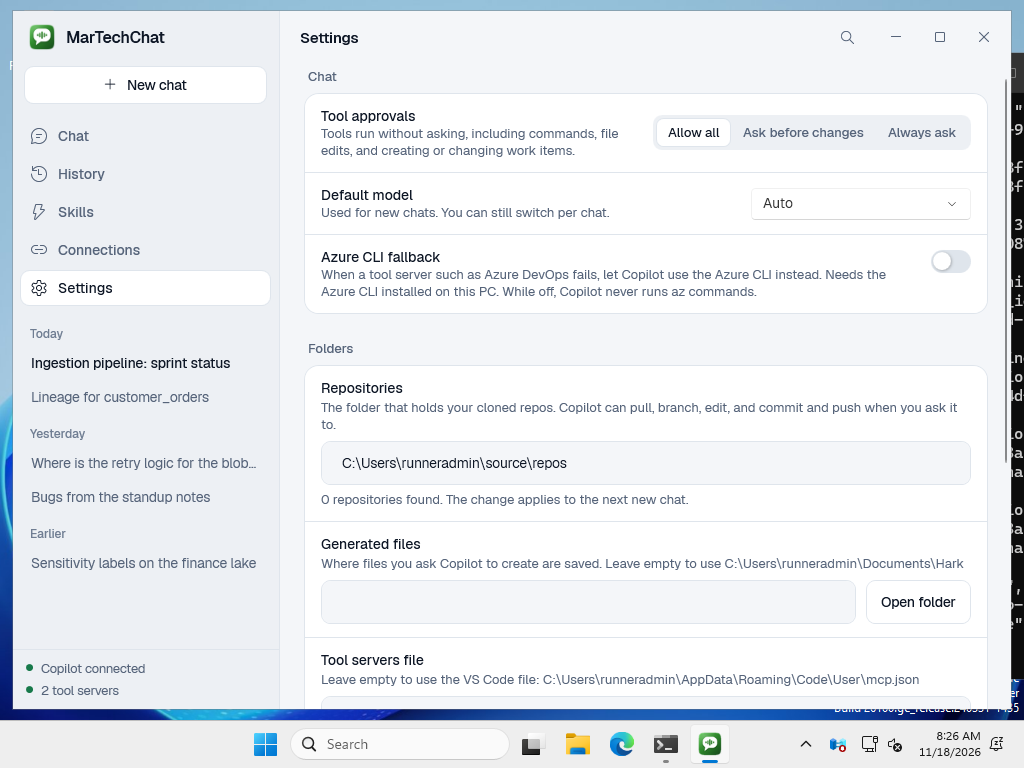 MarTechChat
Settings
New chat
Chat
History
Skills
Connections
Settings
Today
Ingestion pipeline: sprint status
Lineage for customer_orders
Yesterday
Where is the retry logic for the blob...
Bugs from the standup notes
Earlier
Sensitivity labels on the finance lake
Copilot connected
2 tool servers
Chat
Tool approvals
Tools run without asking, including commands, file
edits, and creating or changing work items.
Allow all
Ask before changes
Always ask
Default model
Used for new chats. You can still switch per chat.
Auto
Azure CLI fallback
When a tool server such as Azure DevOps fails, let Copilot use the Azure CLI instead. Needs the
Azure CLI installed on this PC. While off, Copilot never runs az commands.
Folders
Repositories
The folder that holds your cloned repos. Copilot can pull, branch, edit, and commit and push when you ask it
to.
C:\Users\runneradmin\source\repos
0 repositories found. The change applies to the next new chat.
Generated files
Where files you ask Copilot to create are saved. Leave empty to use C:\Users\runneradmin\Documents\Hark
Open folder
Tool servers file
Leave empty to use the VS Code file: C:\Users\runneradmin\AppData\Roaming\Code\User\mcp.json
Search
8:26 AM
11/18/2026